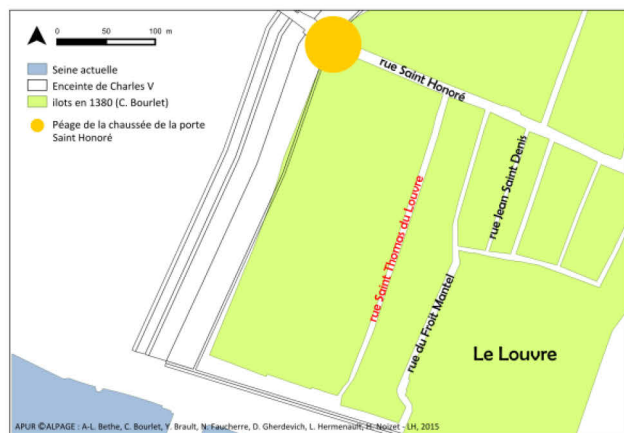 0 50 100 m
Seine actuelle
Enceinte de Charles V
ilots en 1380 (C. Bourlet)
Péage de la chaussée de la porte
Saint Honoré
rue Saint Honoré
rue Saint Thomas du Louvre
rue Jean Saint Denis
rue du Froit Mantel
Le Louvre
APUR ©ALPAGE : A-L. Bethe, C. Bourlet, Y. Brault, N. Faucherre, D. Gherdevich, L. Hermenault, H. Noizet - LH, 2015